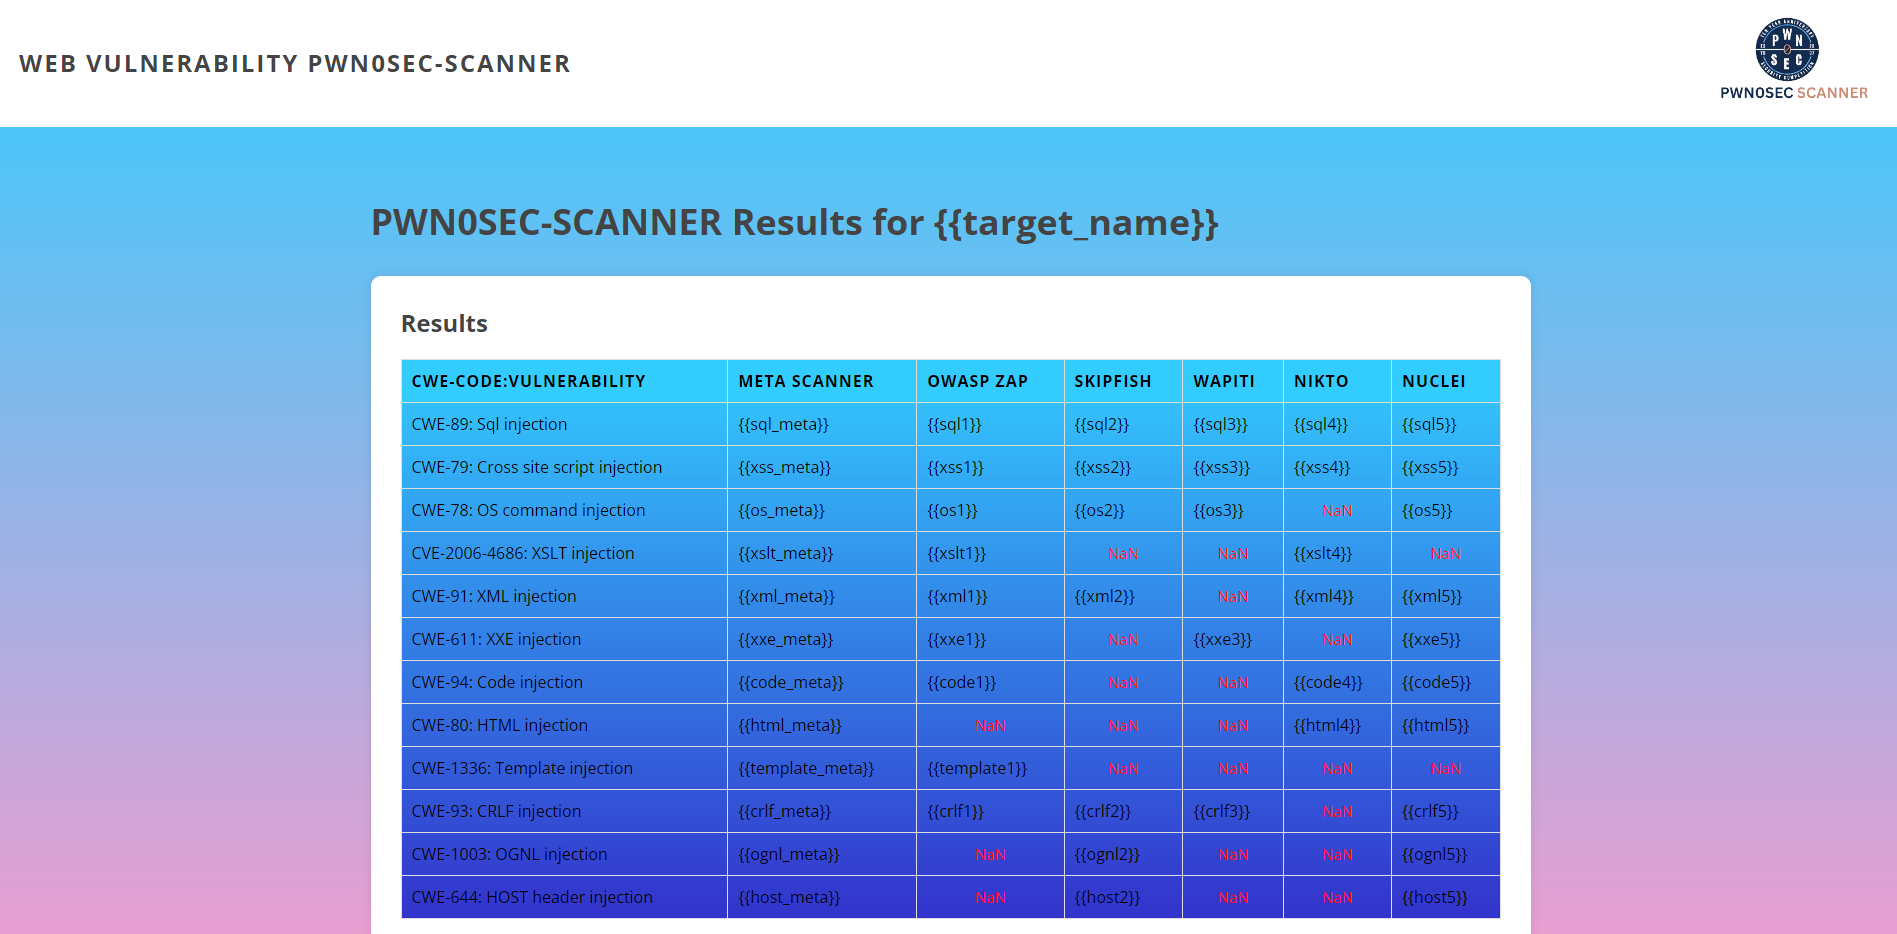 WEB VULNERABILITY PWN0SEC-SCANNER
PWN
SEC
PWN0SEC SCANNER
PWN0SEC-SCANNER Results for {{target_name}}
Results
CWE-CODE:VULNERABILITY META SCANNER OWASP ZAP SKIPFISH WAPITI NIKTO NUCLEI
CWE-89: Sql injection {{sql_meta}} {{sql1}} {{sql2}} {{sql3}} {{sql4}} {{sql5}}
CWE-79: Cross site script injection {{xss_meta}} {{xss1}} {{xss2}} {{xss3}} {{xss4}} {{xss5}}
CWE-78: OS command injection {{os_meta}} {{os1}} {{os2}} {{os3}} NaN {{os5}}
CVE-2006-4686: XSLT injection {{xslt_meta}} {{xslt1}} NaN NaN {{xslt4}} NaN
CWE-91: XML injection {{xml_meta}} {{xml1}} {{xml2}} NaN {{xml4}} {{xml5}}
CWE-611: XXE injection {{xxe_meta}} {{xxe1}} NaN {{xxe3}} NaN {{xxe5}}
CWE-94: Code injection {{code_meta}} {{code1}} NaN NaN {{code4}} {{code5}}
CWE-80: HTML injection {{html_meta}} NaN NaN NaN {{html4}} {{html5}}
CWE-1336: Template injection {{template_meta}} {{template1}} NaN NaN NaN NaN
CWE-93: CRLF injection {{crlf_meta}} {{crlf1}} {{crlf2}} {{crlf3}} NaN {{crlf5}}
CWE-1003: OGNL injection {{ognl_meta}} NaN {{ognl2}} NaN NaN {{ognl5}}
CWE-644: HOST header injection {{host_meta}} NaN {{host2}} NaN NaN {{host5}}